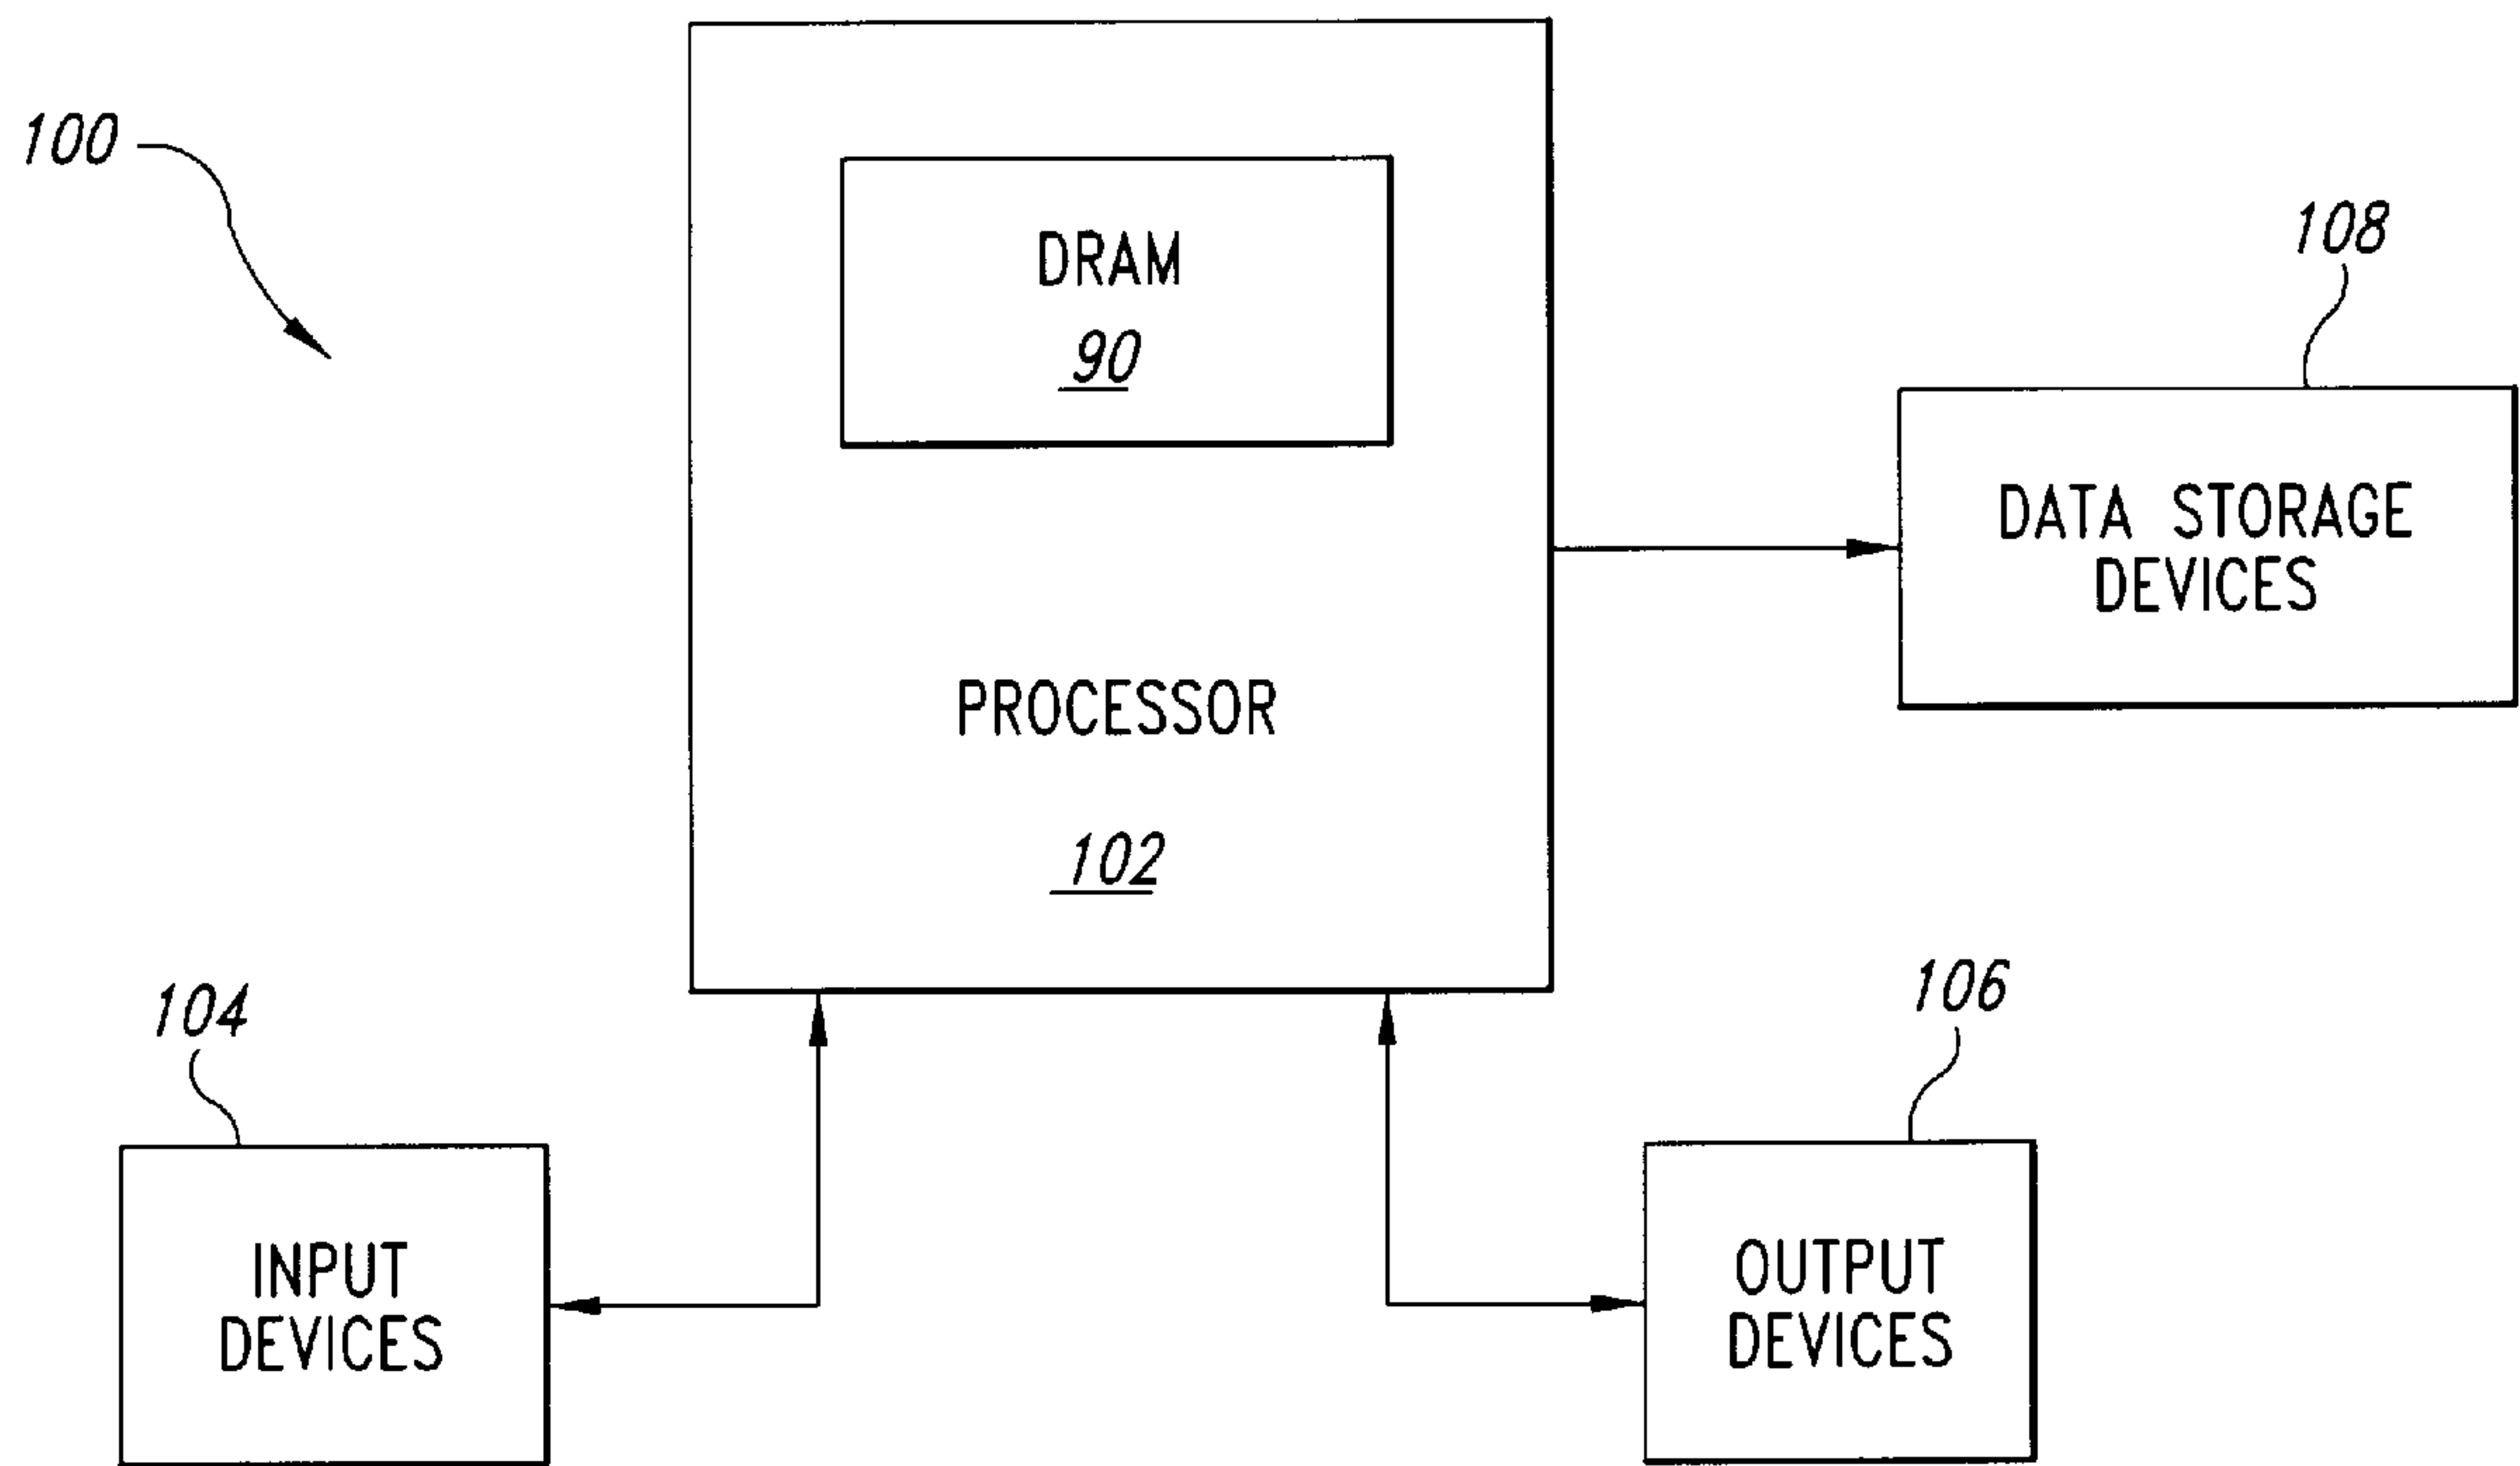 100
DRAM
90
108
DATA STORAGE
DEVICES
PROCESSOR
102
104
106
INPUT
DEVICES
OUTPUT
DEVICES